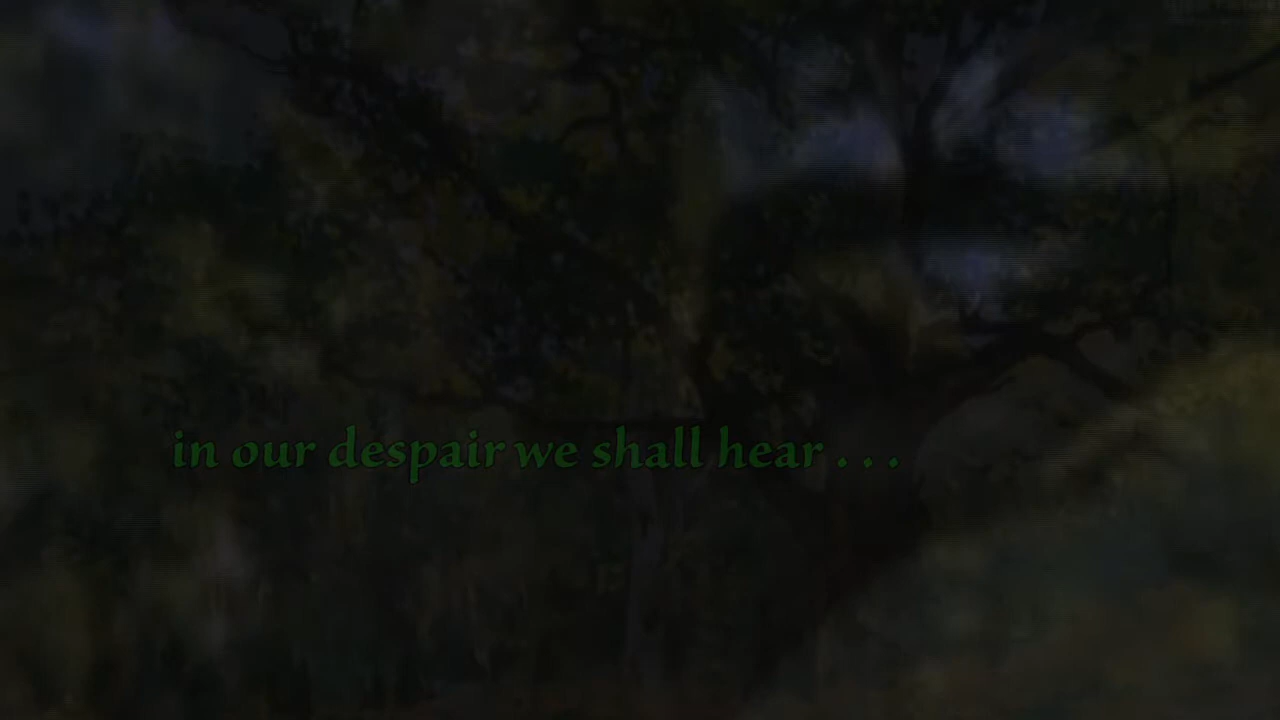 in our despair we shall hear . . .